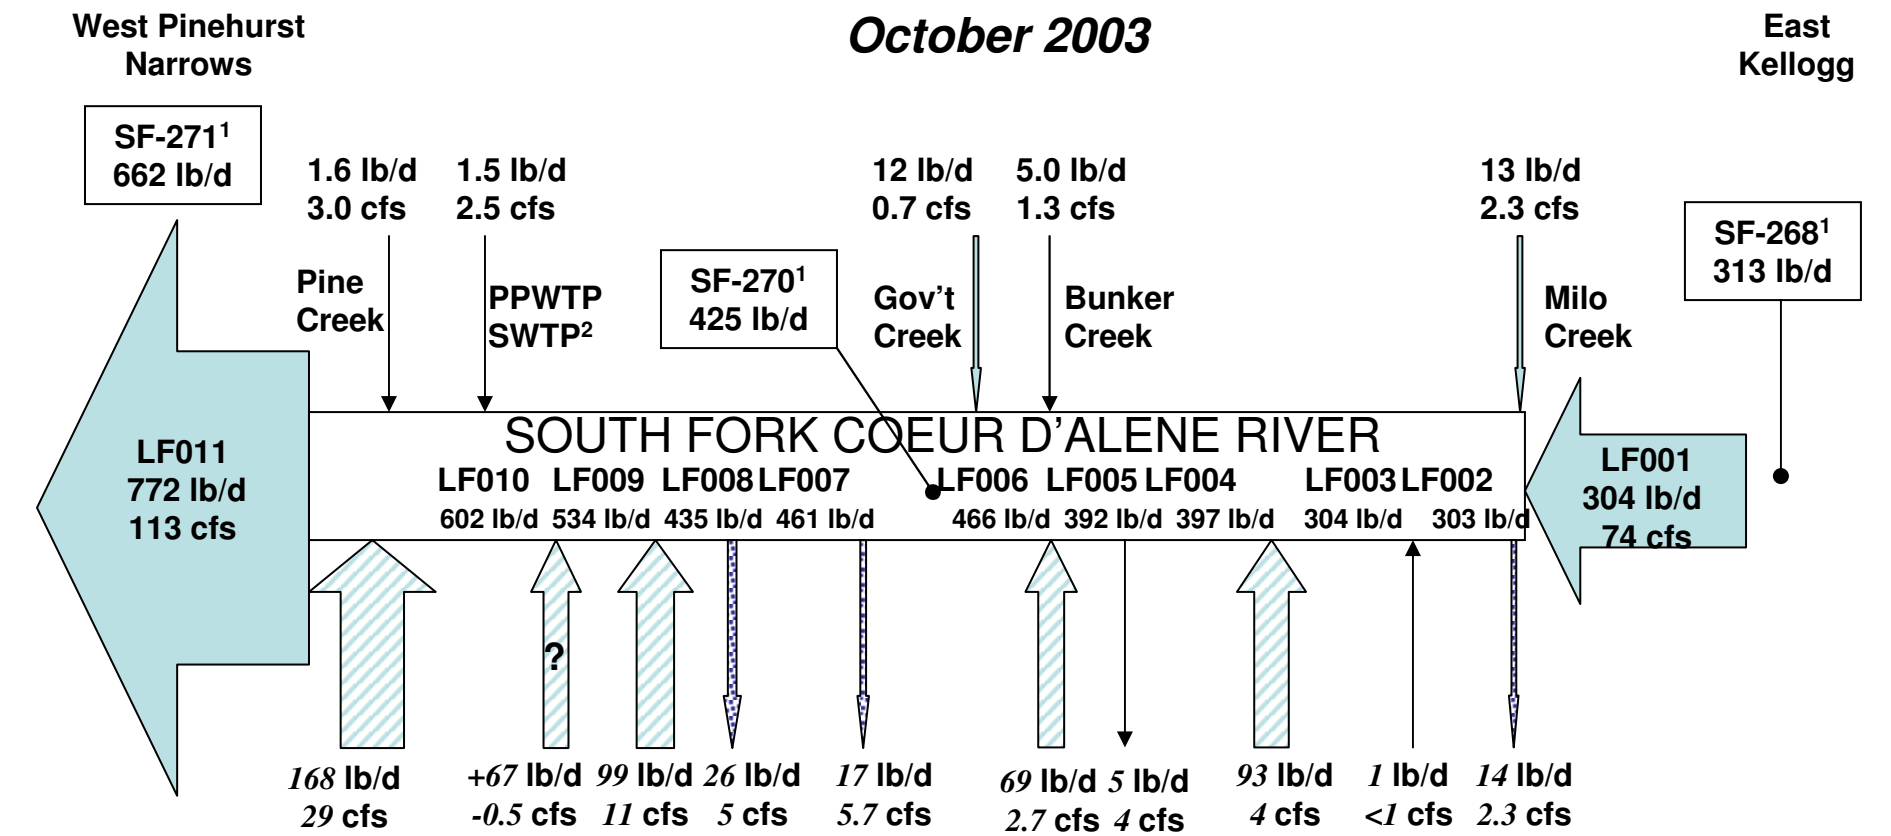 West Pinehurst
Narrows
October 2003
East
Kellogg
SF-271¹
662 lb/d
1.6 lb/d
3.0 cfs
1.5 lb/d
2.5 cfs
12 lb/d
0.7 cfs
5.0 lb/d
1.3 cfs
13 lb/d
2.3 cfs
SF-268¹
313 lb/d
Pine
Creek
PPWTP
SWTP²
SF-270¹
425 lb/d
Gov’t
Creek
Bunker
Creek
Milo
Creek
SOUTH FORK COEUR D’ALENE RIVER
LF011
772 lb/d
113 cfs
LF010 LF009 LF008 LF007 LF006 LF005 LF004 LF003 LF002
602 lb/d 534 lb/d 435 lb/d 461 lb/d 466 lb/d 392 lb/d 397 lb/d 304 lb/d 303 lb/d
LF001
304 lb/d
74 cfs
?
168 lb/d +67 lb/d 99 lb/d 26 lb/d 17 lb/d 69 lb/d 5 lb/d 93 lb/d 1 lb/d 14 lb/d
29 cfs -0.5 cfs 11 cfs 5 cfs 5.7 cfs 2.7 cfs 4 cfs 4 cfs <1 cfs 2.3 cfs